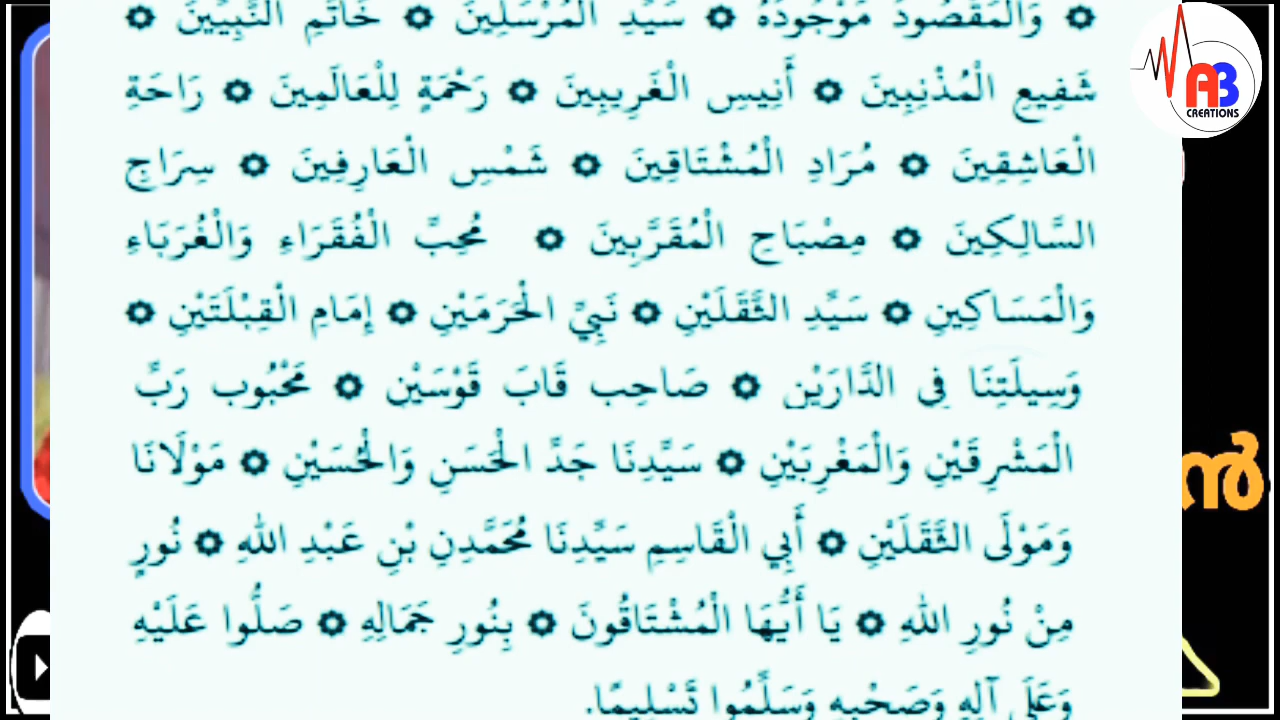 ۞ وَالْمَقْصُودُ مَوْجُودُهُ ۞ سَيِّدِ الْمُرْسَلِينَ ۞ خَاتَمِ النَّبِيِّينَ ۞
شَفِيعِ الْمُذْنِبِينَ ۞ أَنِيسِ الْغَرِيبِينَ ۞ رَحْمَةٍ لِلْعَالَمِينَ ۞ رَاحَةِ
الْعَاشِقِينَ ۞ مُرَادِ الْمُشْتَاقِينَ ۞ شَمْسِ الْعَارِفِينَ ۞ سِرَاجِ
السَّالِكِينَ ۞ مِصْبَاحِ الْمُقَرَّبِينَ ۞ مُحِبِّ الْفُقَرَاءِ وَالْغُرَبَاءِ
وَالْمَسَاكِينِ ۞ سَيِّدِ الثَّقَلَيْنِ ۞ نَبِيِّ الْحَرَمَيْنِ ۞ إِمَامِ الْقِبْلَتَيْنِ ۞
وَسِيلَتِنَا فِي الدَّارَيْنِ ۞ صَاحِبِ قَابَ قَوْسَيْنِ ۞ مَحْبُوبِ رَبِّ
الْمَشْرِقَيْنِ وَالْمَغْرِبَيْنِ ۞ سَيِّدِنَا جَدِّ الْحَسَنِ وَالْحُسَيْنِ ۞ مَوْلَانَا
وَمَوْلَى الثَّقَلَيْنِ ۞ أَبِي الْقَاسِمِ سَيِّدِنَا مُحَمَّدِنِ بْنِ عَبْدِ اللهِ ۞ نُورٍ
مِنْ نُورِ اللهِ ۞ يَا أَيُّهَا الْمُشْتَاقُونَ ۞ بِنُورِ جَمَالِهِ ۞ صَلُّوا عَلَيْهِ
وَعَلَى آلِهِ وَصَحْبِهِ وَسَلِّمُوا تَسْلِيمًا.
AB
CREATIONS
ൻ